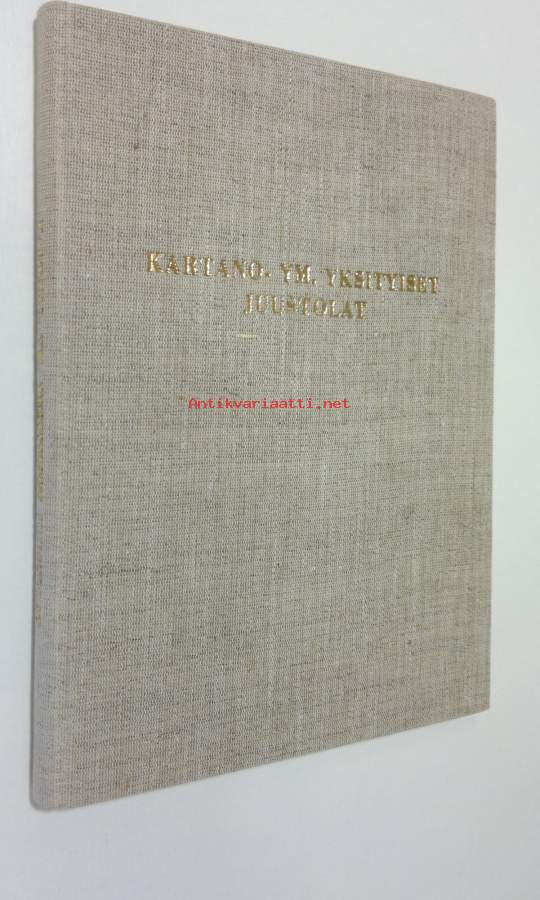 KARTANO- YM. YKSITYISET
JUUSTOLAT
Antikvariaatti.net